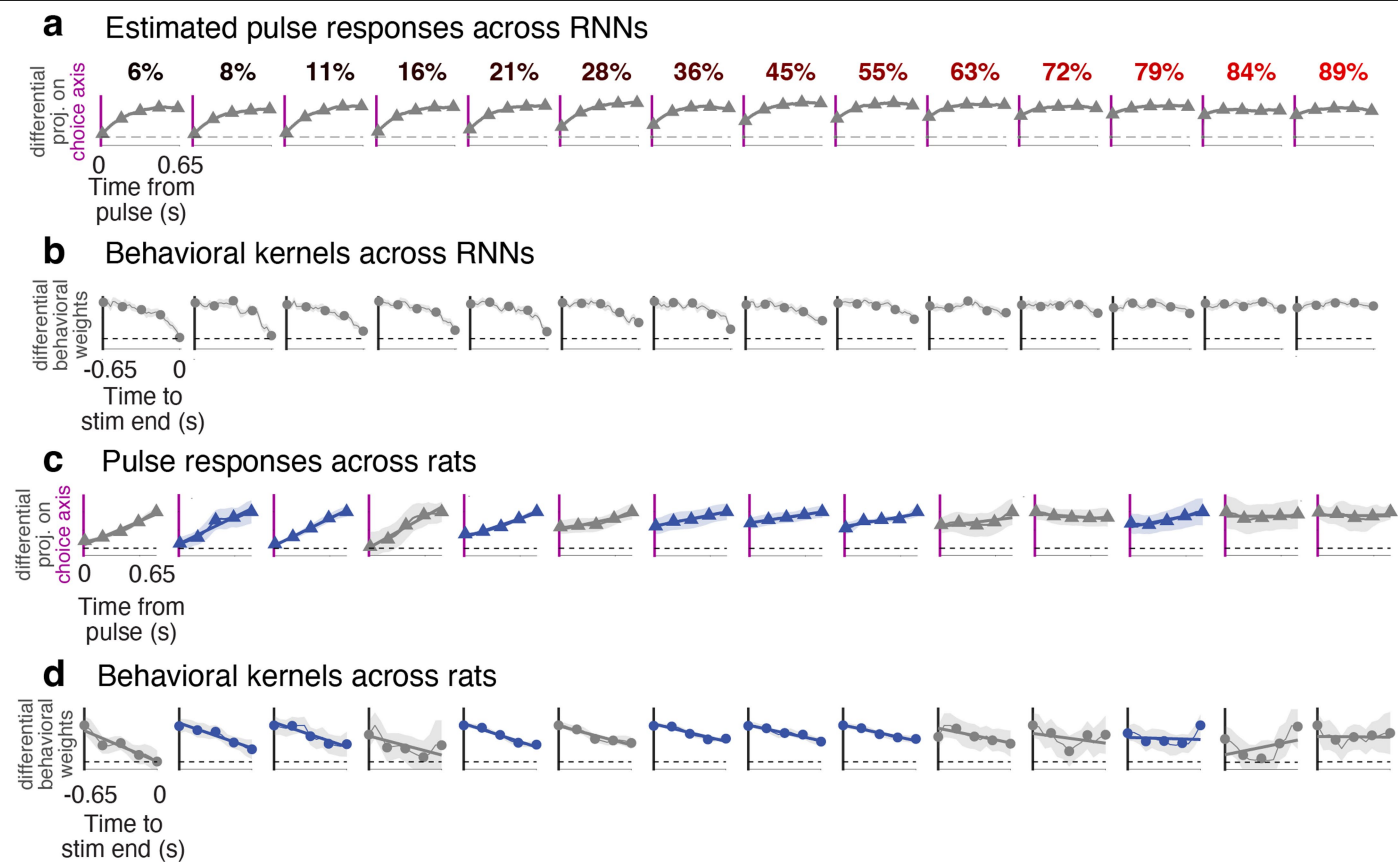 a Estimated pulse responses across RNNs
differential
proj. on
choice axis
6% 8% 11% 16% 21% 28% 36% 45% 55% 63% 72% 79% 84% 89%
0 0.65
Time from
pulse (s)
b Behavioral kernels across RNNs
differential
behavioral
weights
-0.65 0
Time to
stim end (s)
c Pulse responses across rats
differential
proj. on
choice axis
0 0.65
Time from
pulse (s)
d Behavioral kernels across rats
differential
behavioral
weights
-0.65 0
Time to
stim end (s)